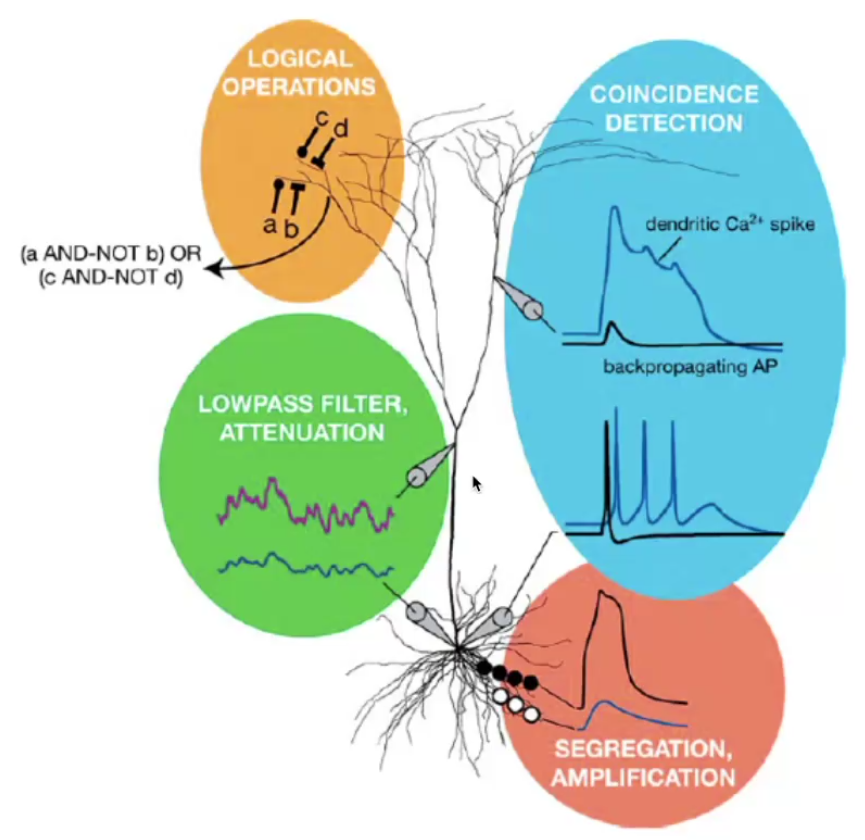 LOGICAL
OPERATIONS
c
d
a
b
(a AND-NOT b) OR
(c AND-NOT d)
COINCIDENCE
DETECTION
dendritic Ca²⁺ spike
backpropagating AP
LOWPASS FILTER,
ATTENUATION
SEGREGATION,
AMPLIFICATION